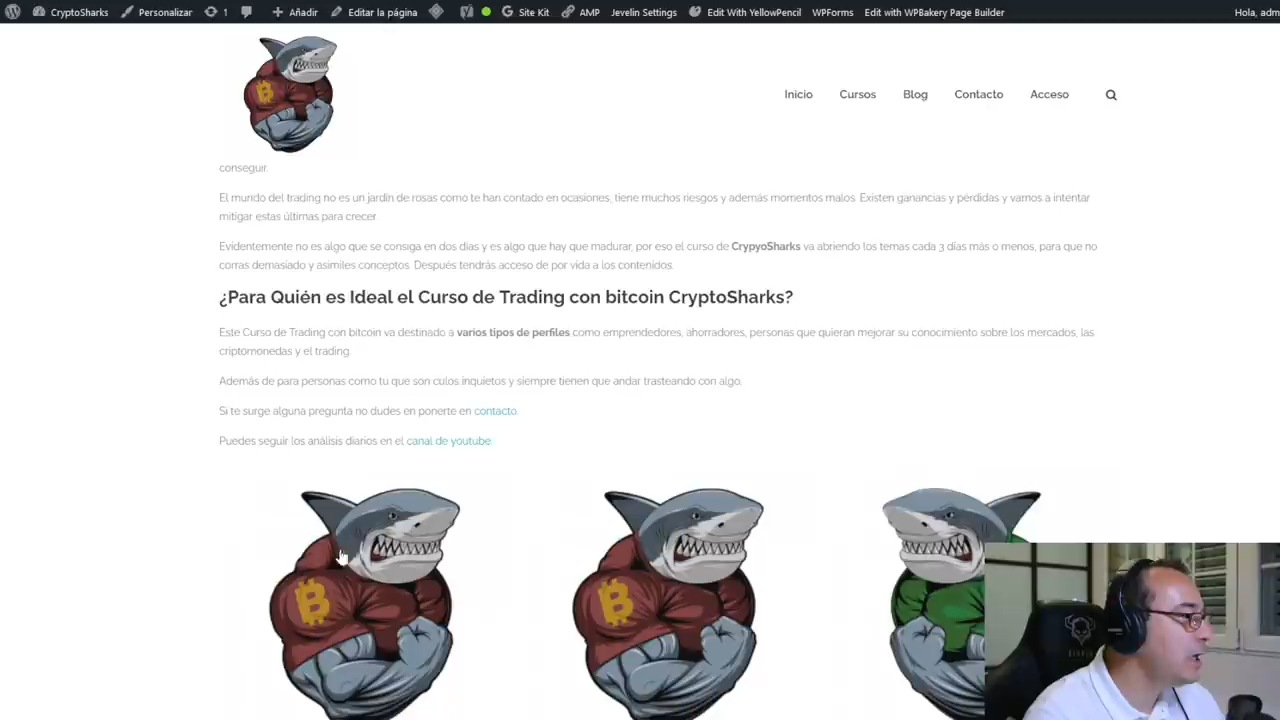 CryptoSharks Personalizar 1 Añadir Editar la página Site Kit AMP Jevelin Settings Edit With YellowPencil WPForms Edit with WPBakery Page Builder Hola, adm
Inicio Cursos Blog Contacto Acceso
conseguir.
El mundo del trading no es un jardín de rosas como te han contado en ocasiones, tiene muchos riesgos y además momentos malos. Existen ganancias y pérdidas y vamos a intentar
mitigar estas últimas para crecer.
Evidentemente no es algo que se consiga en dos días y es algo que hay que madurar, por eso el curso de CrypyoSharks va abriendo los temas cada 3 días más o menos, para que no
corras demasiado y asimiles conceptos. Después tendrás acceso de por vida a los contenidos.
¿Para Quién es Ideal el Curso de Trading con bitcoin CryptoSharks?
Este Curso de Trading con bitcoin va destinado a varios tipos de perfiles como emprendedores, ahorradores, personas que quieran mejorar su conocimiento sobre los mercados, las
criptomonedas y el trading.
Además de para personas como tu que son culos inquietos y siempre tienen que andar trasteando con algo.
Si te surge alguna pregunta no dudes en ponerte en contacto.
Puedes seguir los análisis diarios en el canal de youtube.